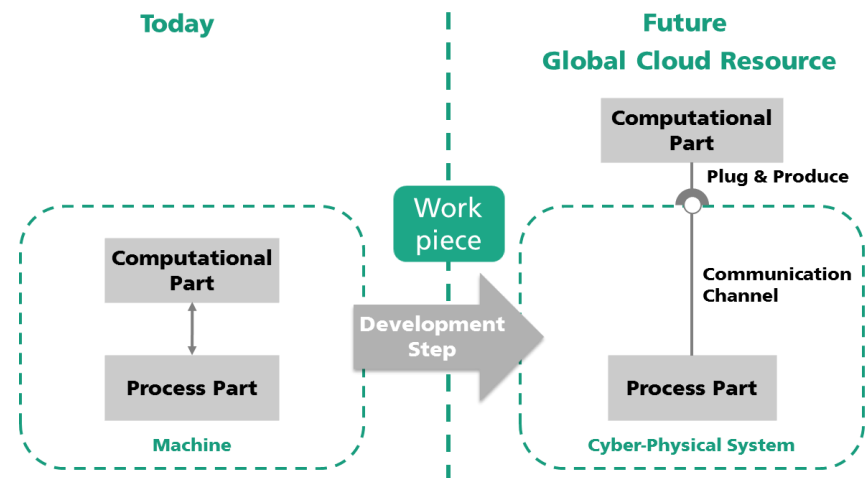 Today
Future
Global Cloud Resource
Computational
Part
Plug & Produce
Work
piece
Computational
Part
Communication
Channel
Development
Step
Process Part
Process Part
Machine
Cyber-Physical System